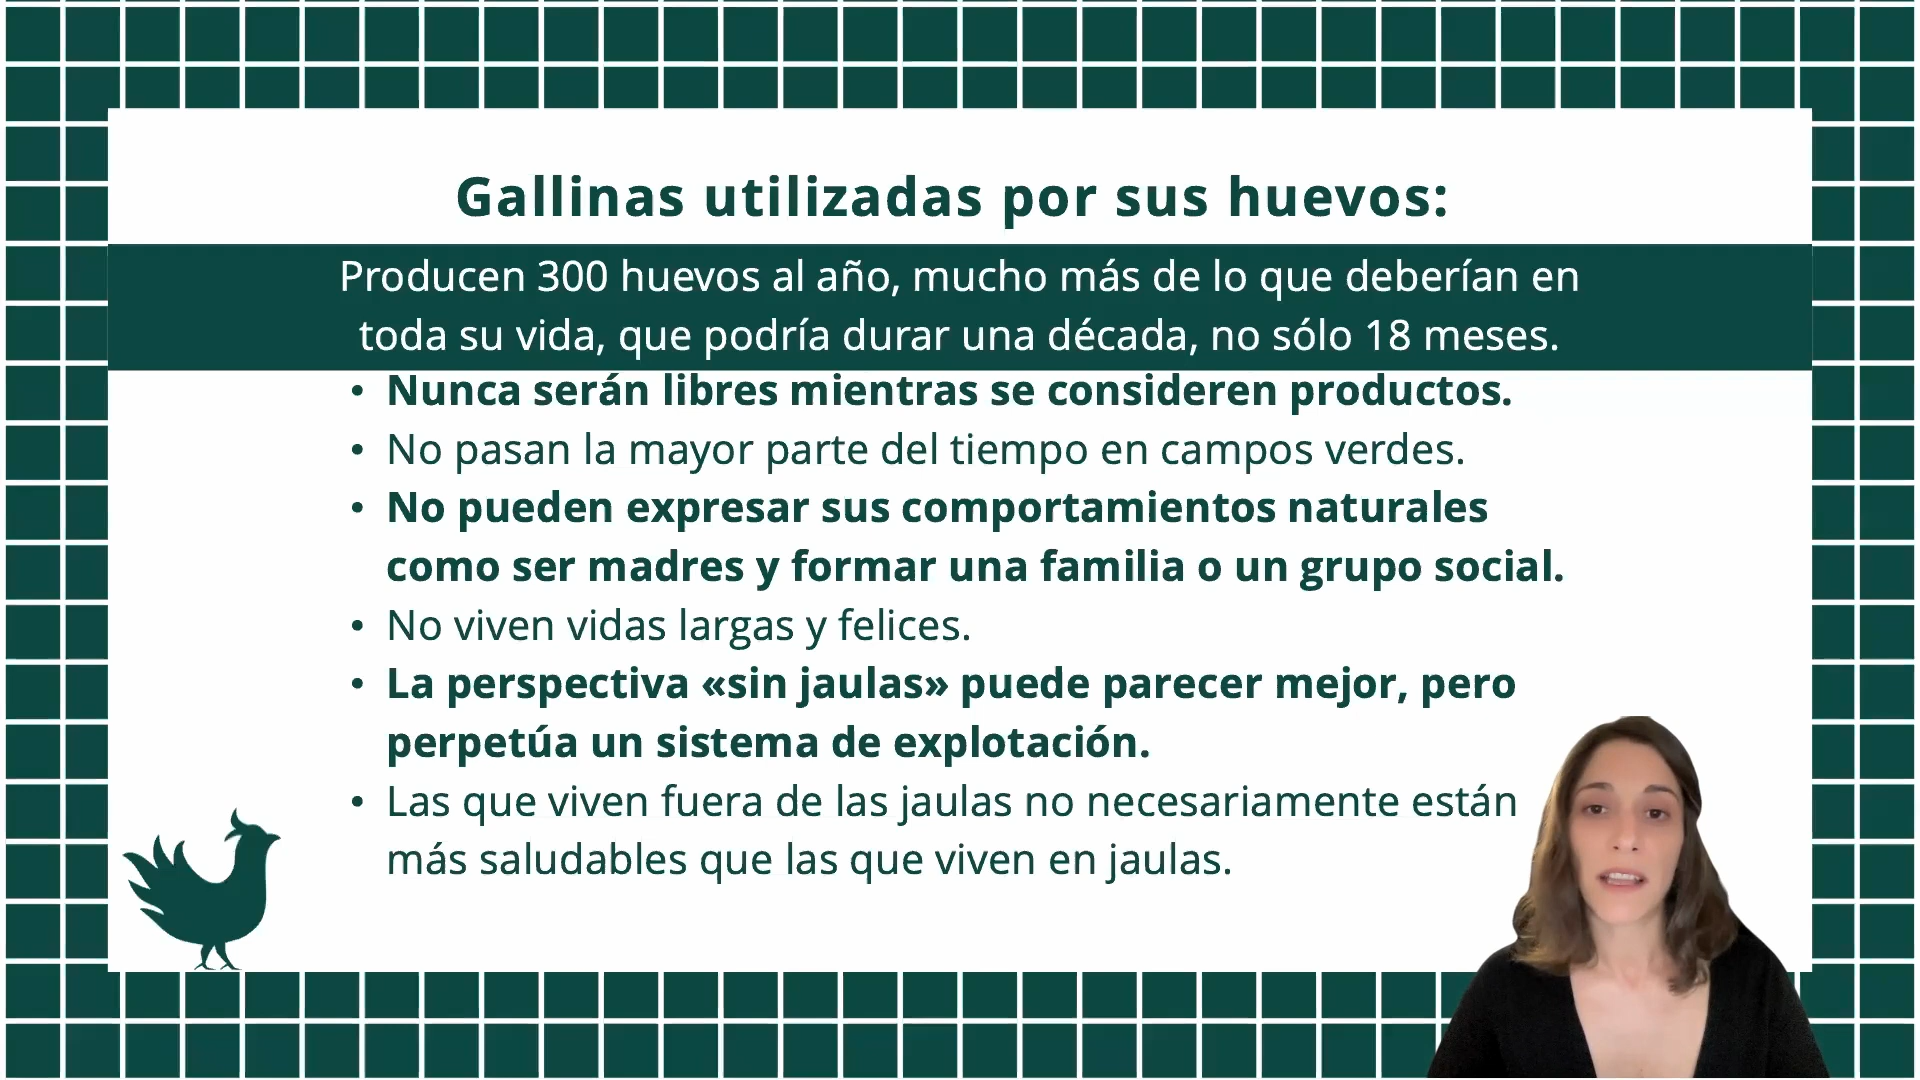 Gallinas utilizadas por sus huevos:
Producen 300 huevos al año, mucho más de lo que deberían en
toda su vida, que podría durar una década, no sólo 18 meses.
• Nunca serán libres mientras se consideren productos.
• No pasan la mayor parte del tiempo en campos verdes.
• No pueden expresar sus comportamientos naturales
como ser madres y formar una familia o un grupo social.
• No viven vidas largas y felices.
• La perspectiva «sin jaulas» puede parecer mejor, pero
perpetúa un sistema de explotación.
• Las que viven fuera de las jaulas no necesariamente están
más saludables que las que viven en jaulas.